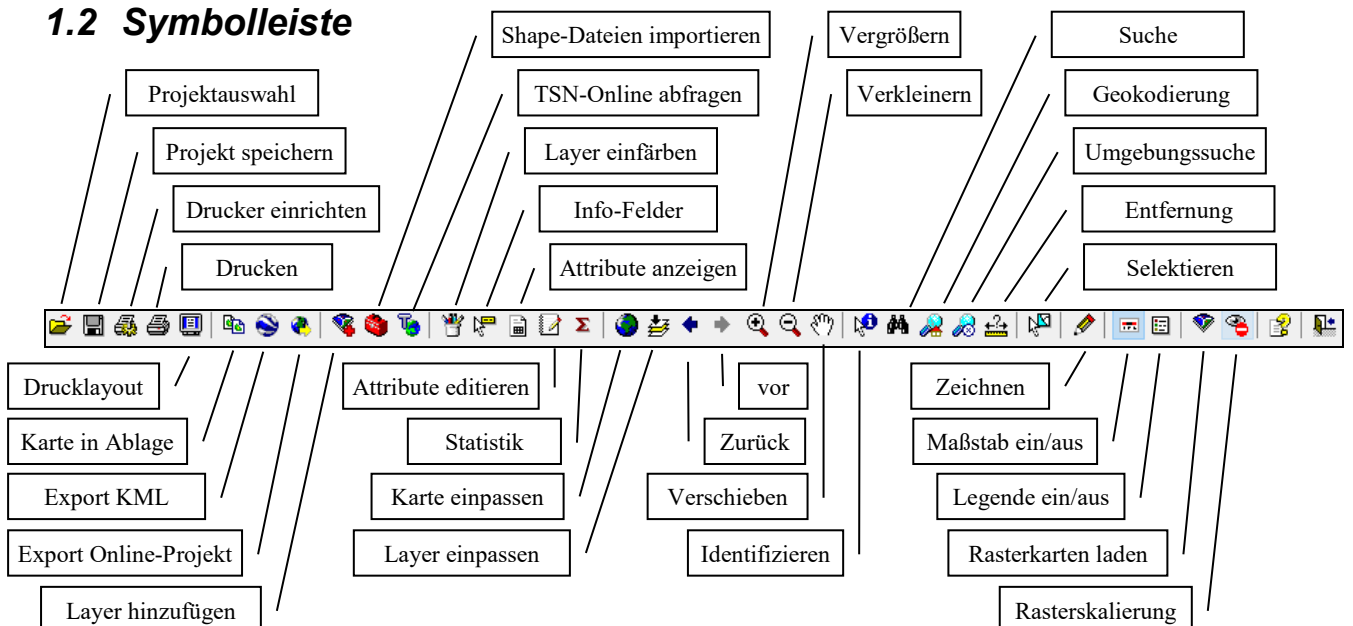 1.2 Symbolleiste
Shape-Dateien importieren
Vergrößern
Suche
Projektauswahl
TSN-Online abfragen
Verkleinern
Geokodierung
Projekt speichern
Layer einfärben
Umgebungssuche
Drucker einrichten
Info-Felder
Entfernung
Drucken
Attribute anzeigen
Selektieren
Drucklayout
Attribute editieren
vor
Zeichnen
Karte in Ablage
Statistik
Zurück
Maßstab ein/aus
Export KML
Karte einpassen
Verschieben
Legende ein/aus
Export Online-Projekt
Layer einpassen
Identifizieren
Rasterkarten laden
Layer hinzufügen
Rasterskalierung